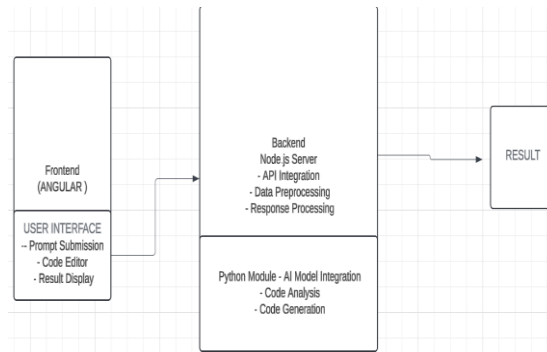 Frontend
(ANGULAR )
USER INTERFACE
-- Prompt Submission
- Code Editor
- Result Display
Backend
Node.js Server
- API Integration
- Data Preprocessing
- Response Processing
Python Module - AI Model Integration
- Code Analysis
- Code Generation
RESULT